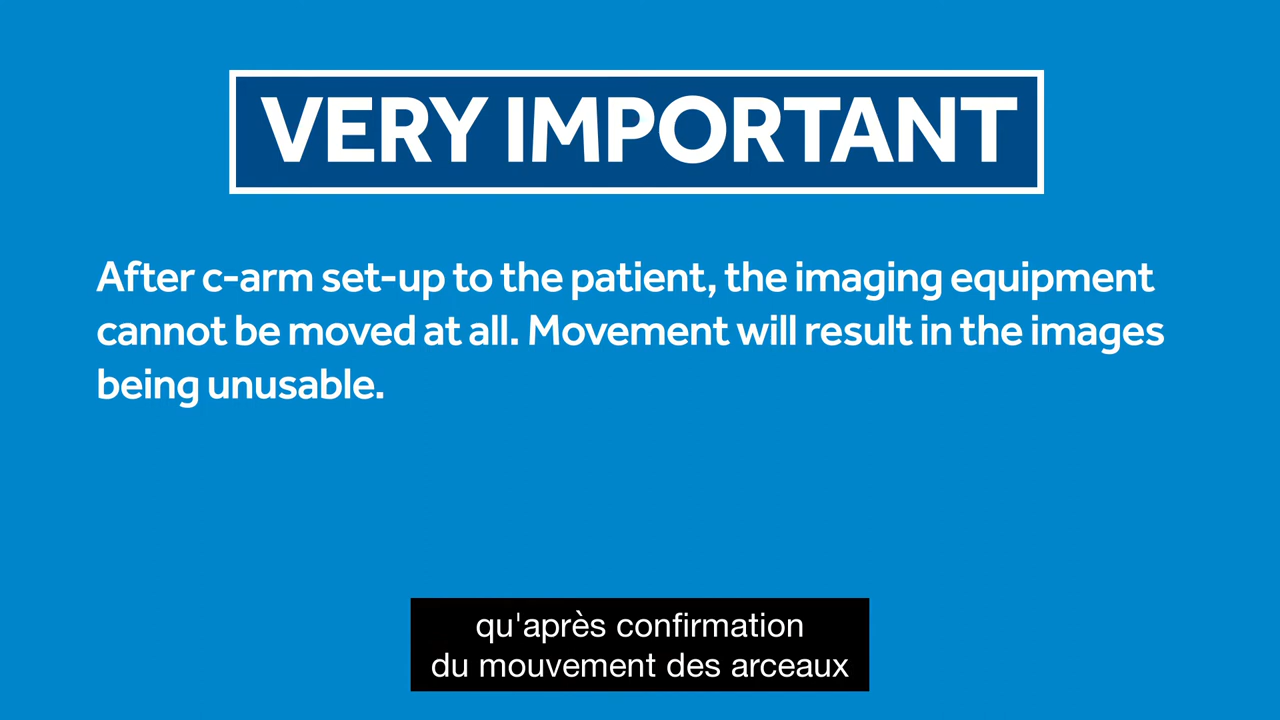 VERY IMPORTANT
After c-arm set-up to the patient, the imaging equipment
cannot be moved at all. Movement will result in the images
being unusable.
qu'après confirmation
du mouvement des arceaux